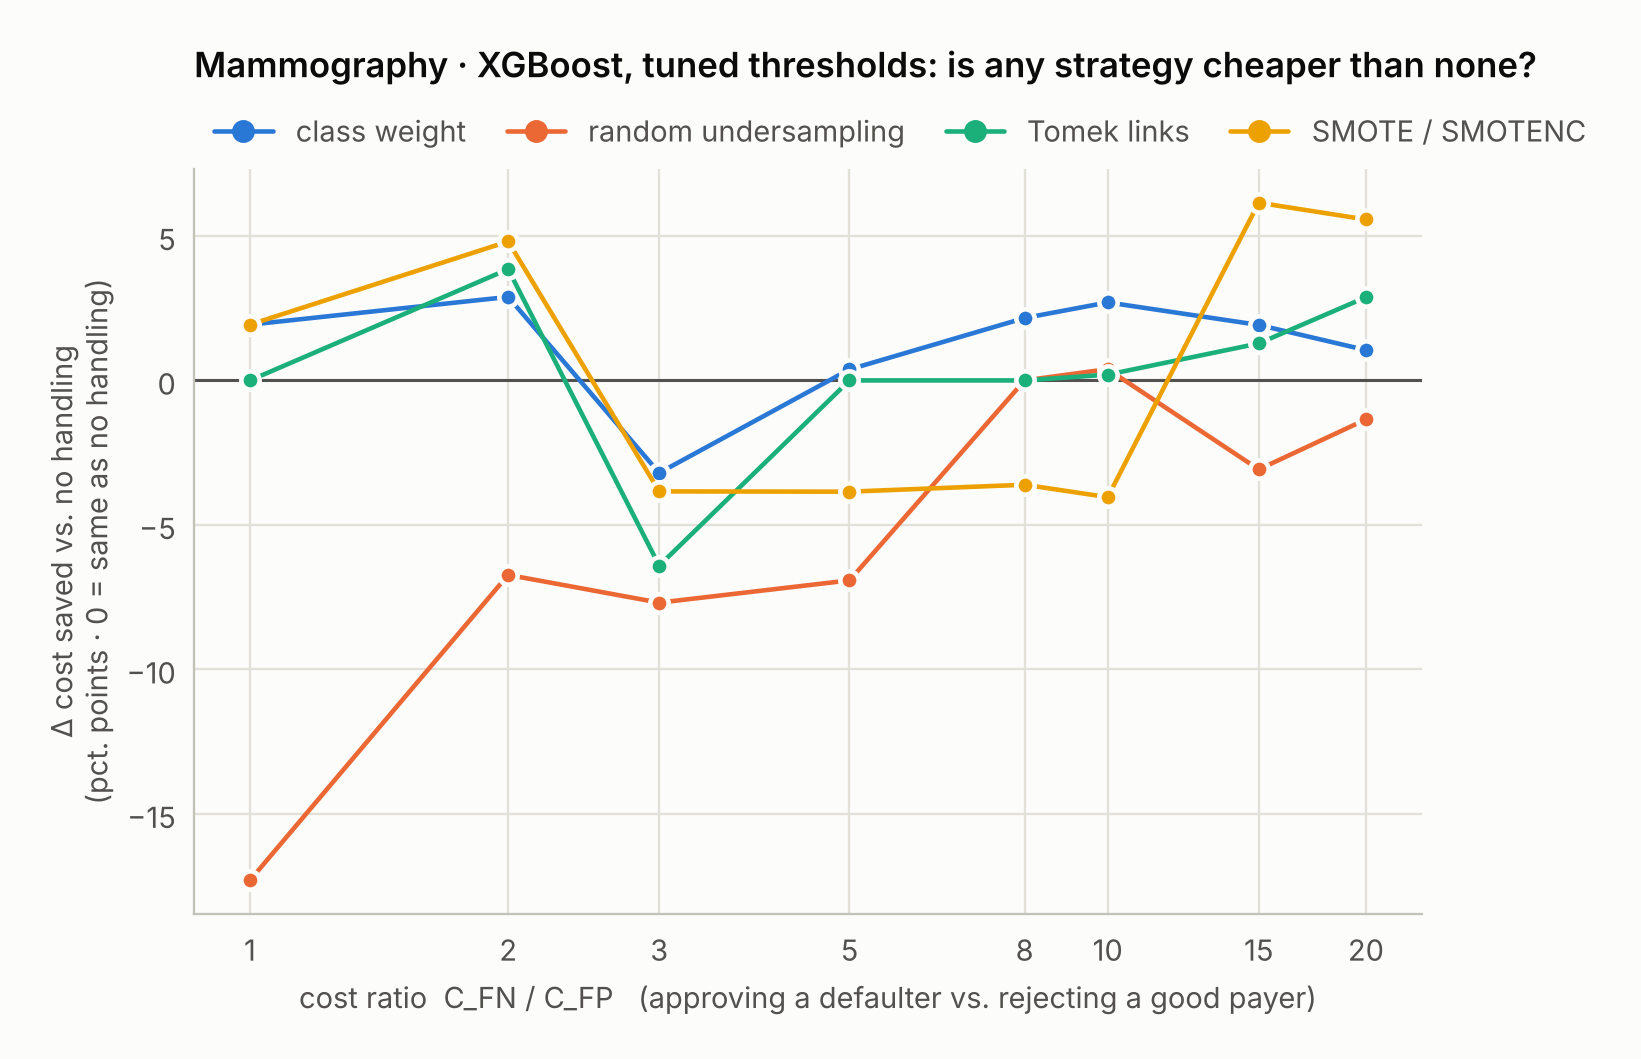 Mammography · XGBoost, tuned thresholds: is any strategy cheaper than none?
class weight random undersampling Tomek links SMOTE / SMOTENC
5
0
−5
−10
−15
Δ cost saved vs. no handling
(pct. points · 0 = same as no handling)
1 2 3 5 8 10 15 20
cost ratio C_FN / C_FP (approving a defaulter vs. rejecting a good payer)